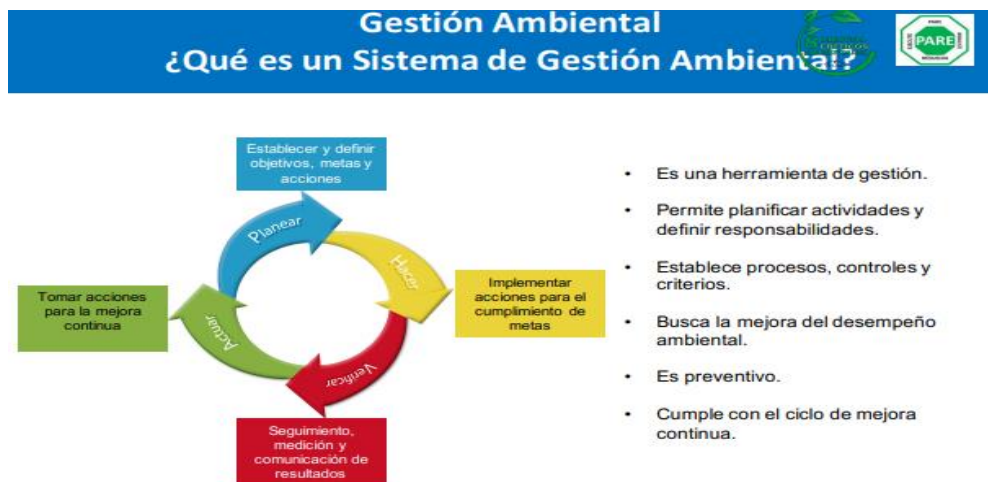 Gestión Ambiental
¿Qué es un Sistema de Gestión Ambiental?
PARE
Establecer y definir
objetivos, metas y
acciones
Planear
Hacer
Implementar
acciones para el
cumplimiento de
metas
Verificar
Seguimiento,
medición y
comunicación de
resultados
Actuar
Tomar acciones
para la mejora
continua
• Es una herramienta de gestión.
• Permite planificar actividades y
definir responsabilidades.
• Establece procesos, controles y
criterios.
• Busca la mejora del desempeño
ambiental.
• Es preventivo.
• Cumple con el ciclo de mejora
continua.